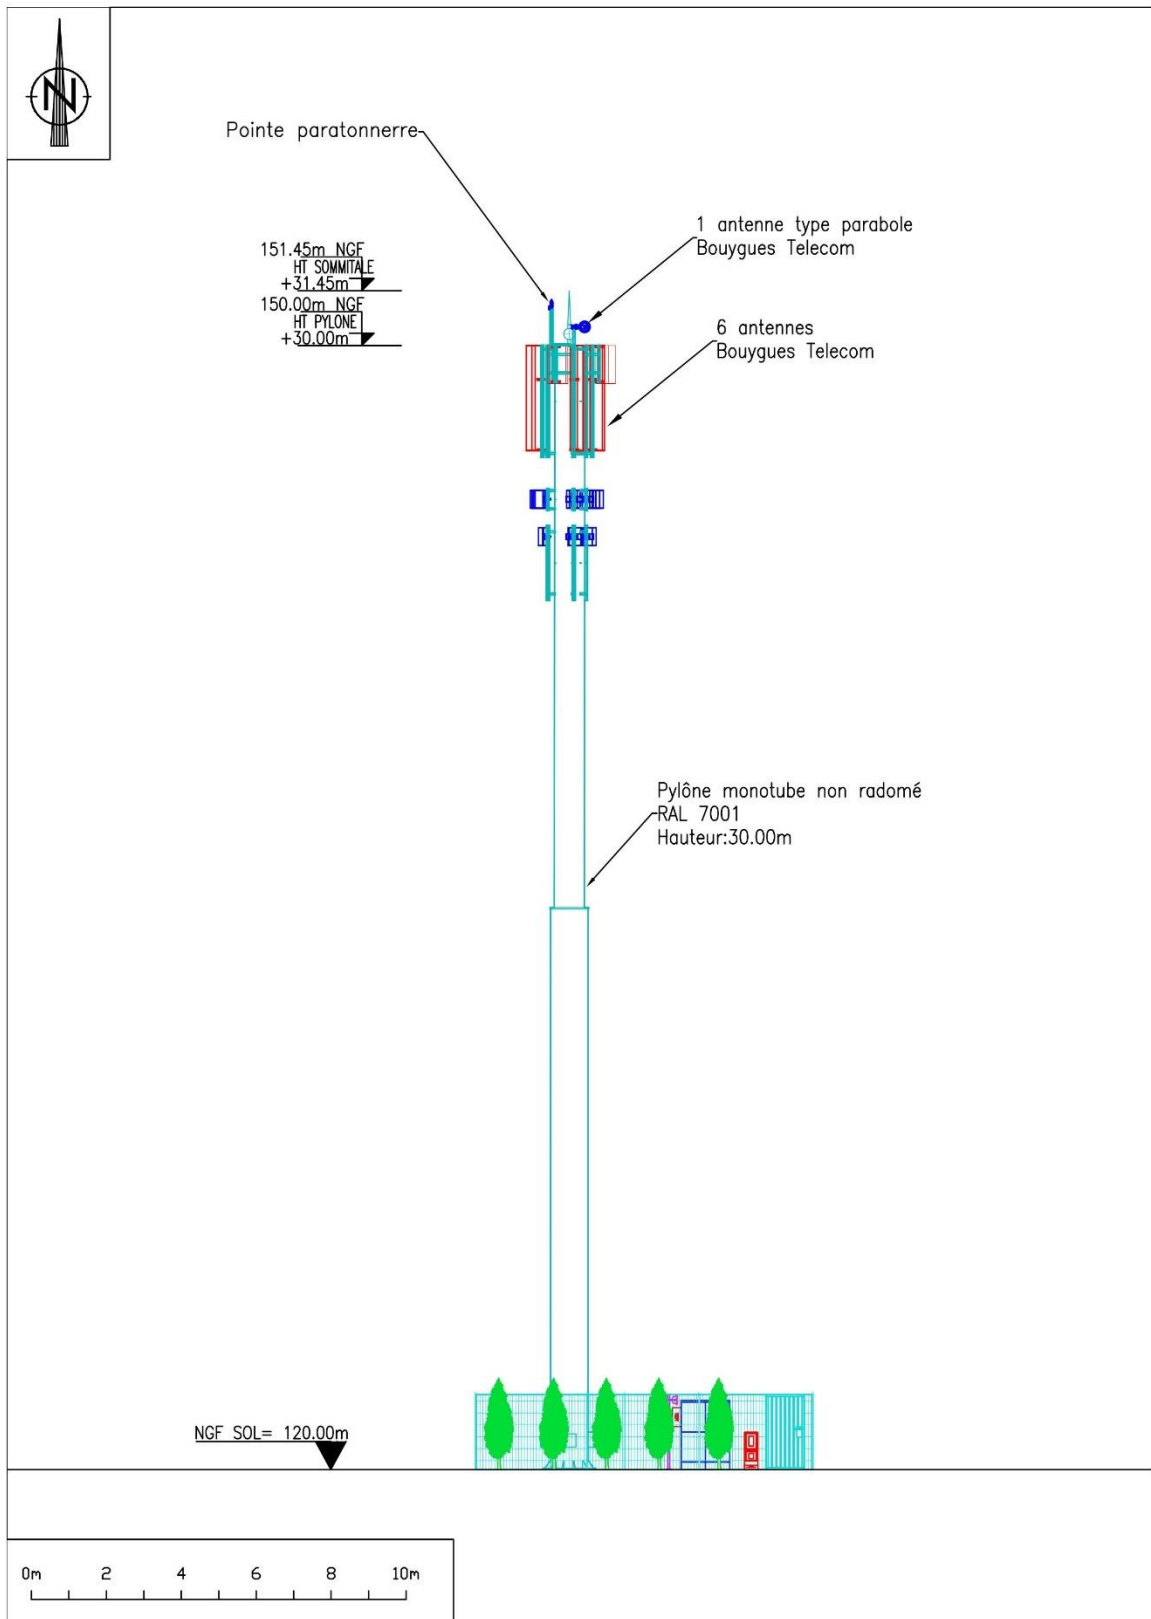 N
Pointe paratonnerre
1 antenne type parabole
Bouygues Telecom
151.45m NGF
HT SOMMITALE
+31.45m
150.00m NGF
HT PYLONE
+30.00m
6 antennes
Bouygues Telecom
Pylône monotube non radomé
RAL 7001
Hauteur:30.00m
NGF SOL= 120.00m
0m 2 4 6 8 10m